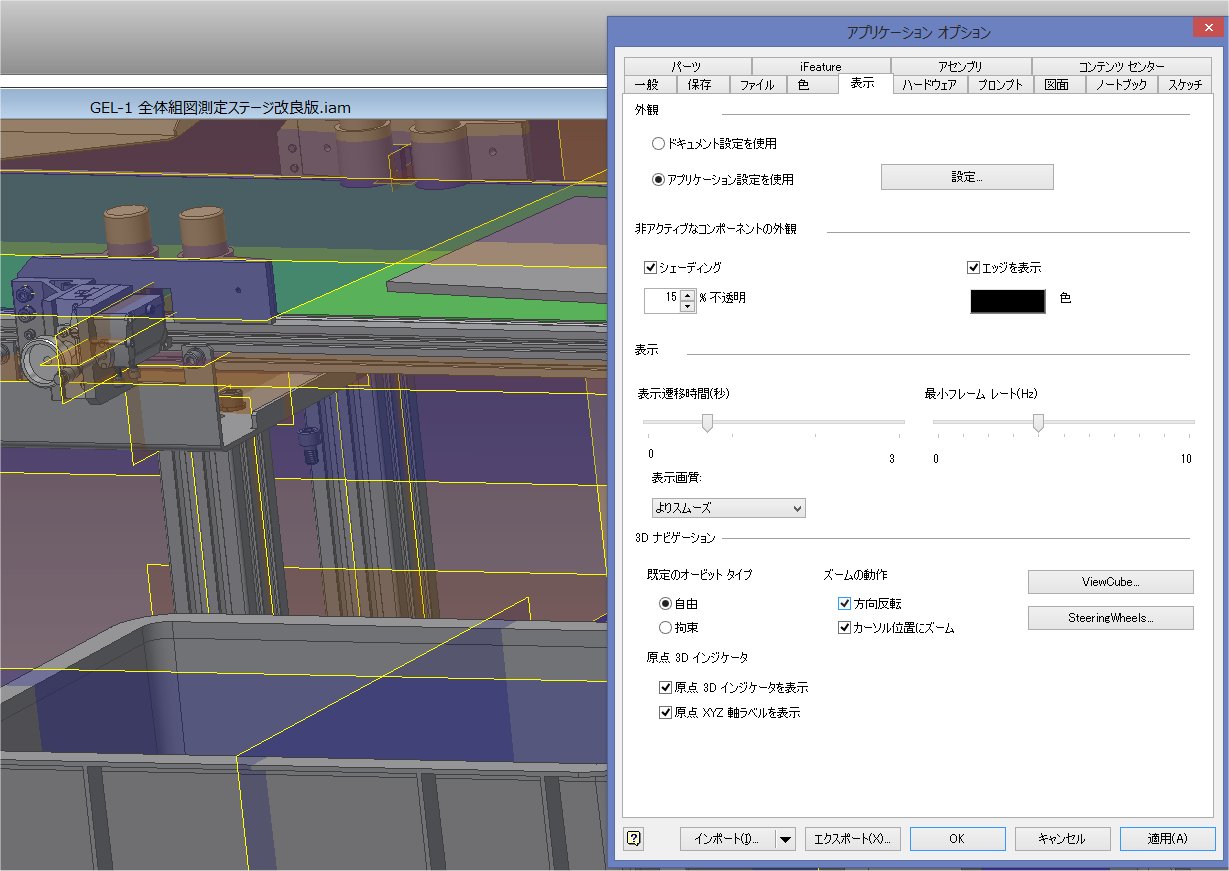 アプリケーション オプション
パーツ iFeature アセンブリ コンテンツ センター
一般 保存 ファイル 色 表示 ハードウェア プロンプト 図面 ノートブック スケッチ
GEL-1 全体組図測定ステージ改良版.iam
外観
ドキュメント設定を使用
アプリケーション設定を使用 設定...
非アクティブなコンポーネントの外観
シェーディング エッジを表示
15 % 不透明 色
表示
表示遷移時間(秒) 最小フレーム レート(Hz)
0 3 0 10
表示画質:
よりスムーズ
3D ナビゲーション
既定のオービット タイプ ズームの動作 ViewCube...
自由 方向反転
拘束 カーソル位置にズーム SteeringWheels...
原点 3D インジケータ
原点 3D インジケータを表示
原点 XYZ 軸ラベルを表示
インポート(I)... エクスポート(X)... OK キャンセル 適用(A)